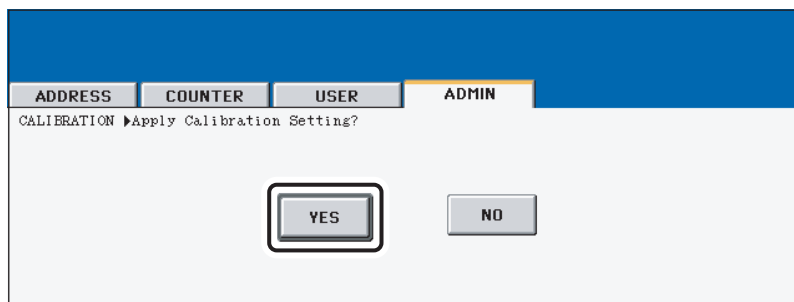 ADDRESS COUNTER USER ADMIN
CALIBRATION ▶Apply Calibration Setting?
YES NO